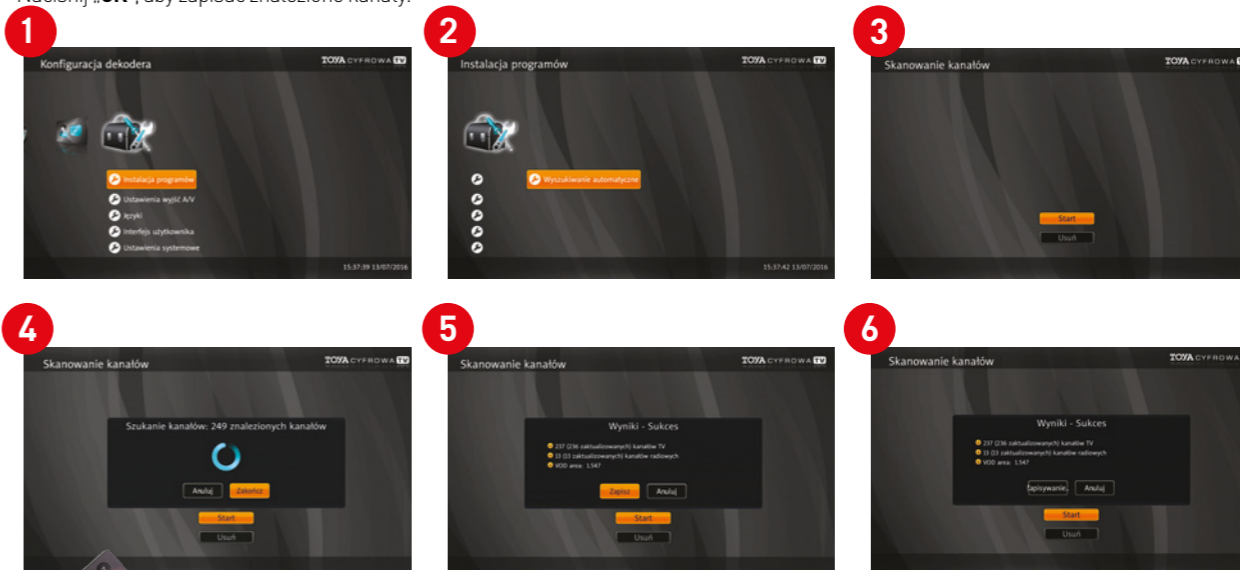 Naciśnij „OK”, aby zapisać znalezione kanały.
1
Konfiguracja dekodera
TOYA CYFROWA TV
Instalacja programów
Ustawienia wyjść A/V
Języki
Interfejs użytkownika
Ustawienia systemowe
15:37:39 13/07/2016
2
Instalacja programów
TOYA CYFROWA TV
Wyszukiwanie automatyczne
15:37:42 13/07/2016
3
Skanowanie kanałów
TOYA CYFROWA
Start
Usuń
4
Skanowanie kanałów
TOYA CYFROWA TV
Szukanie kanałów: 249 znalezionych kanałów
Anuluj Zakończ
Start
Usuń
5
Skanowanie kanałów
TOYA CYFROWA TV
Wyniki - Sukces
237 (236 zaktualizowanych) kanałów TV
13 (13 zaktualizowanych) kanałów radiowych
VOD area: 1.547
Zapisz Anuluj
Start
Usuń
6
Skanowanie kanałów
TOYA CYFROWA
Wyniki - Sukces
237 (236 zaktualizowanych) kanałów TV
13 (13 zaktualizowanych) kanałów radiowych
VOD area: 1.547
Zapisywanie. Anuluj
Start
Usuń